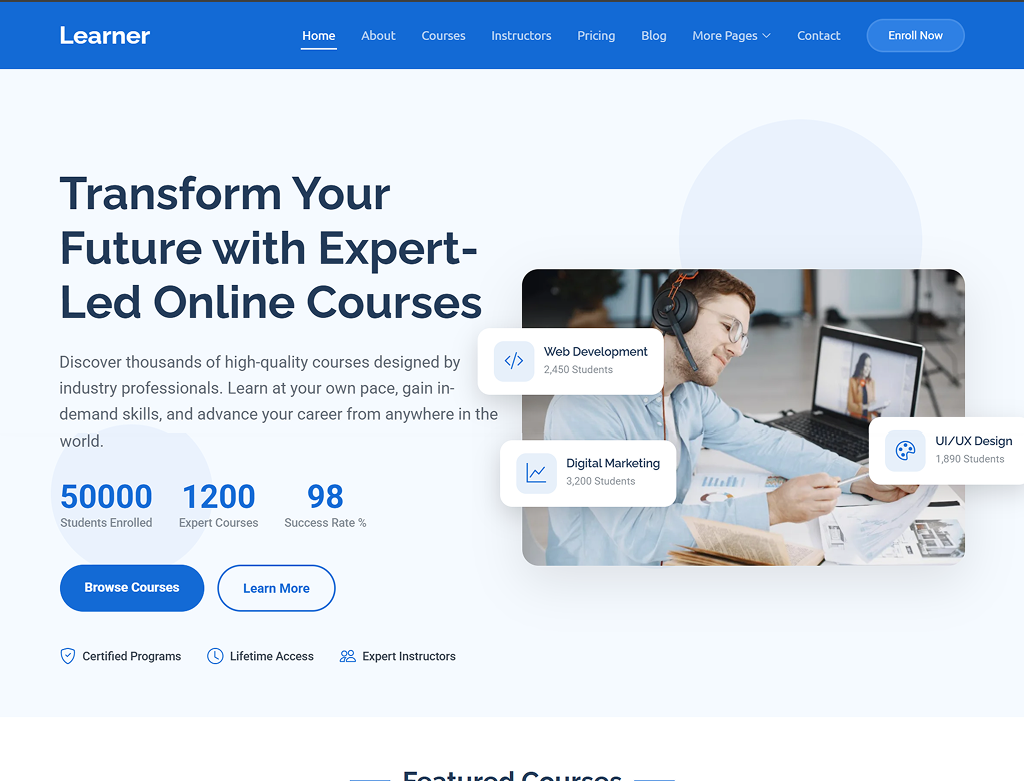 Learner
Home
About
Courses
Instructors
Pricing
Blog
More Pages
Contact
Enroll Now
Transform Your
Future with Expert-
Led Online Courses
Discover thousands of high-quality courses designed by
industry professionals. Learn at your own pace, gain in-
demand skills, and advance your career from anywhere in the
world.
50000
Students Enrolled
1200
Expert Courses
98
Success Rate %
Browse Courses
Learn More
Certified Programs
Lifetime Access
Expert Instructors
Web Development
2,450 Students
Digital Marketing
3,200 Students
UI/UX Design
1,890 Students
Featured Courses